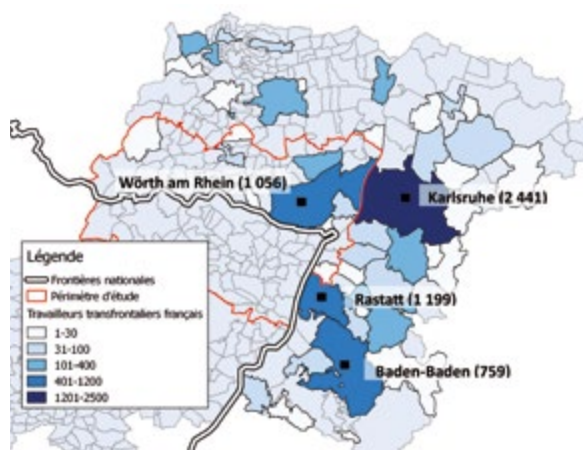 Wörth am Rhein (1 056)
Karlsruhe (2 441)
Rastatt (1 199)
Baden-Baden (759)
Légende
Frontières nationales
Périmètre d'étude
Travailleurs transfrontaliers français
1-30
31-100
101-400
401-1200
1201-2500